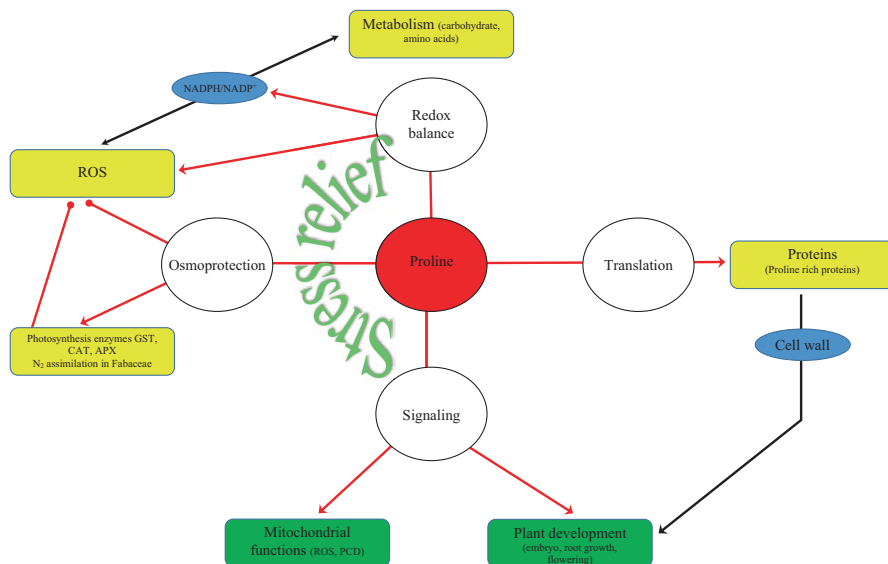 Metabolism (carbohydrate,
amino acids)
NADPH/NADP⁺
Redox
balance
ROS
Stress relief
Osmoprotection
Proline
Translation
Proteins
(Proline rich proteins)
Photosynthesis enzymes GST,
CAT, APX
N₂ assimilation in Fabaceae
Cell wall
Signaling
Mitochondrial
functions (ROS, PCD)
Plant development
(embryo, root growth,
flowering)